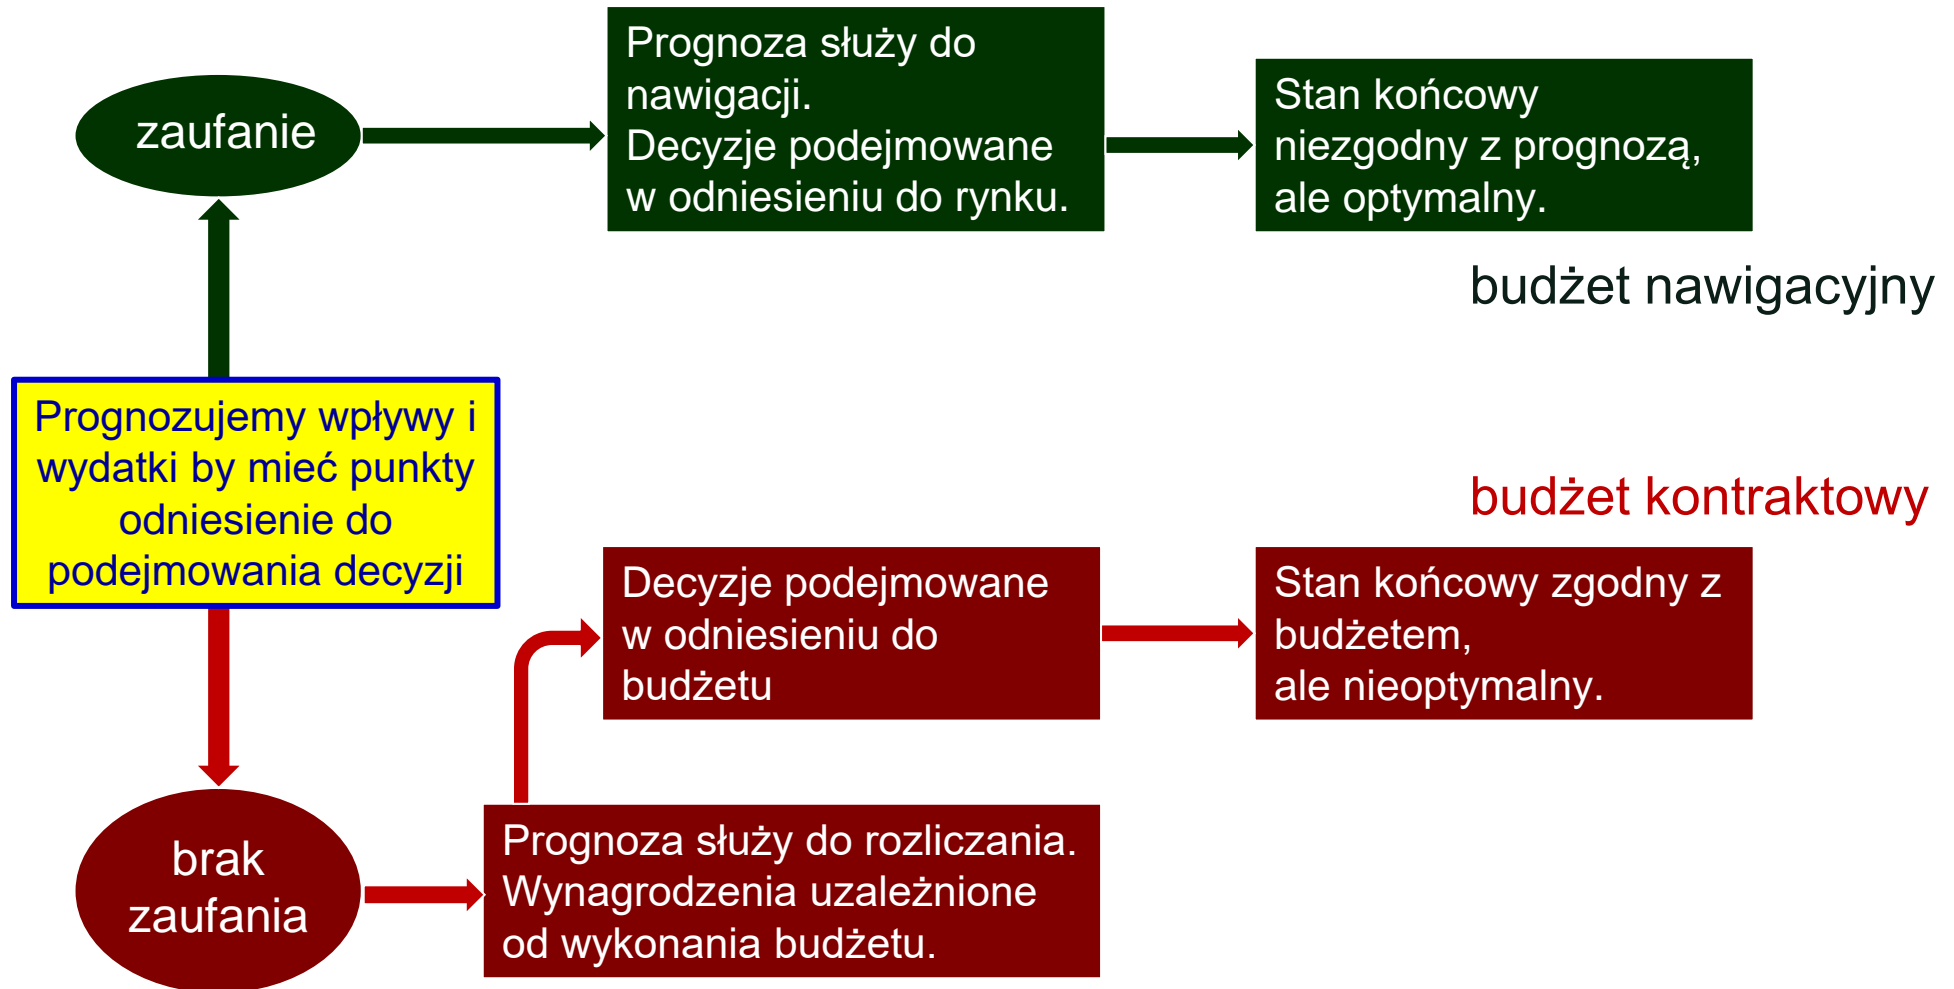 zaufanie
Prognoza służy do
nawigacji.
Decyzje podejmowane
w odniesieniu do rynku.
Stan końcowy
niezgodny z prognozą,
ale optymalny.
budżet nawigacyjny
Prognozujemy wpływy i
wydatki by mieć punkty
odniesienie do
podejmowania decyzji
budżet kontraktowy
Decyzje podejmowane
w odniesieniu do
budżetu
Stan końcowy zgodny z
budżetem,
ale nieoptymalny.
brak
zaufania
Prognoza służy do rozliczania.
Wynagrodzenia uzależnione
od wykonania budżetu.